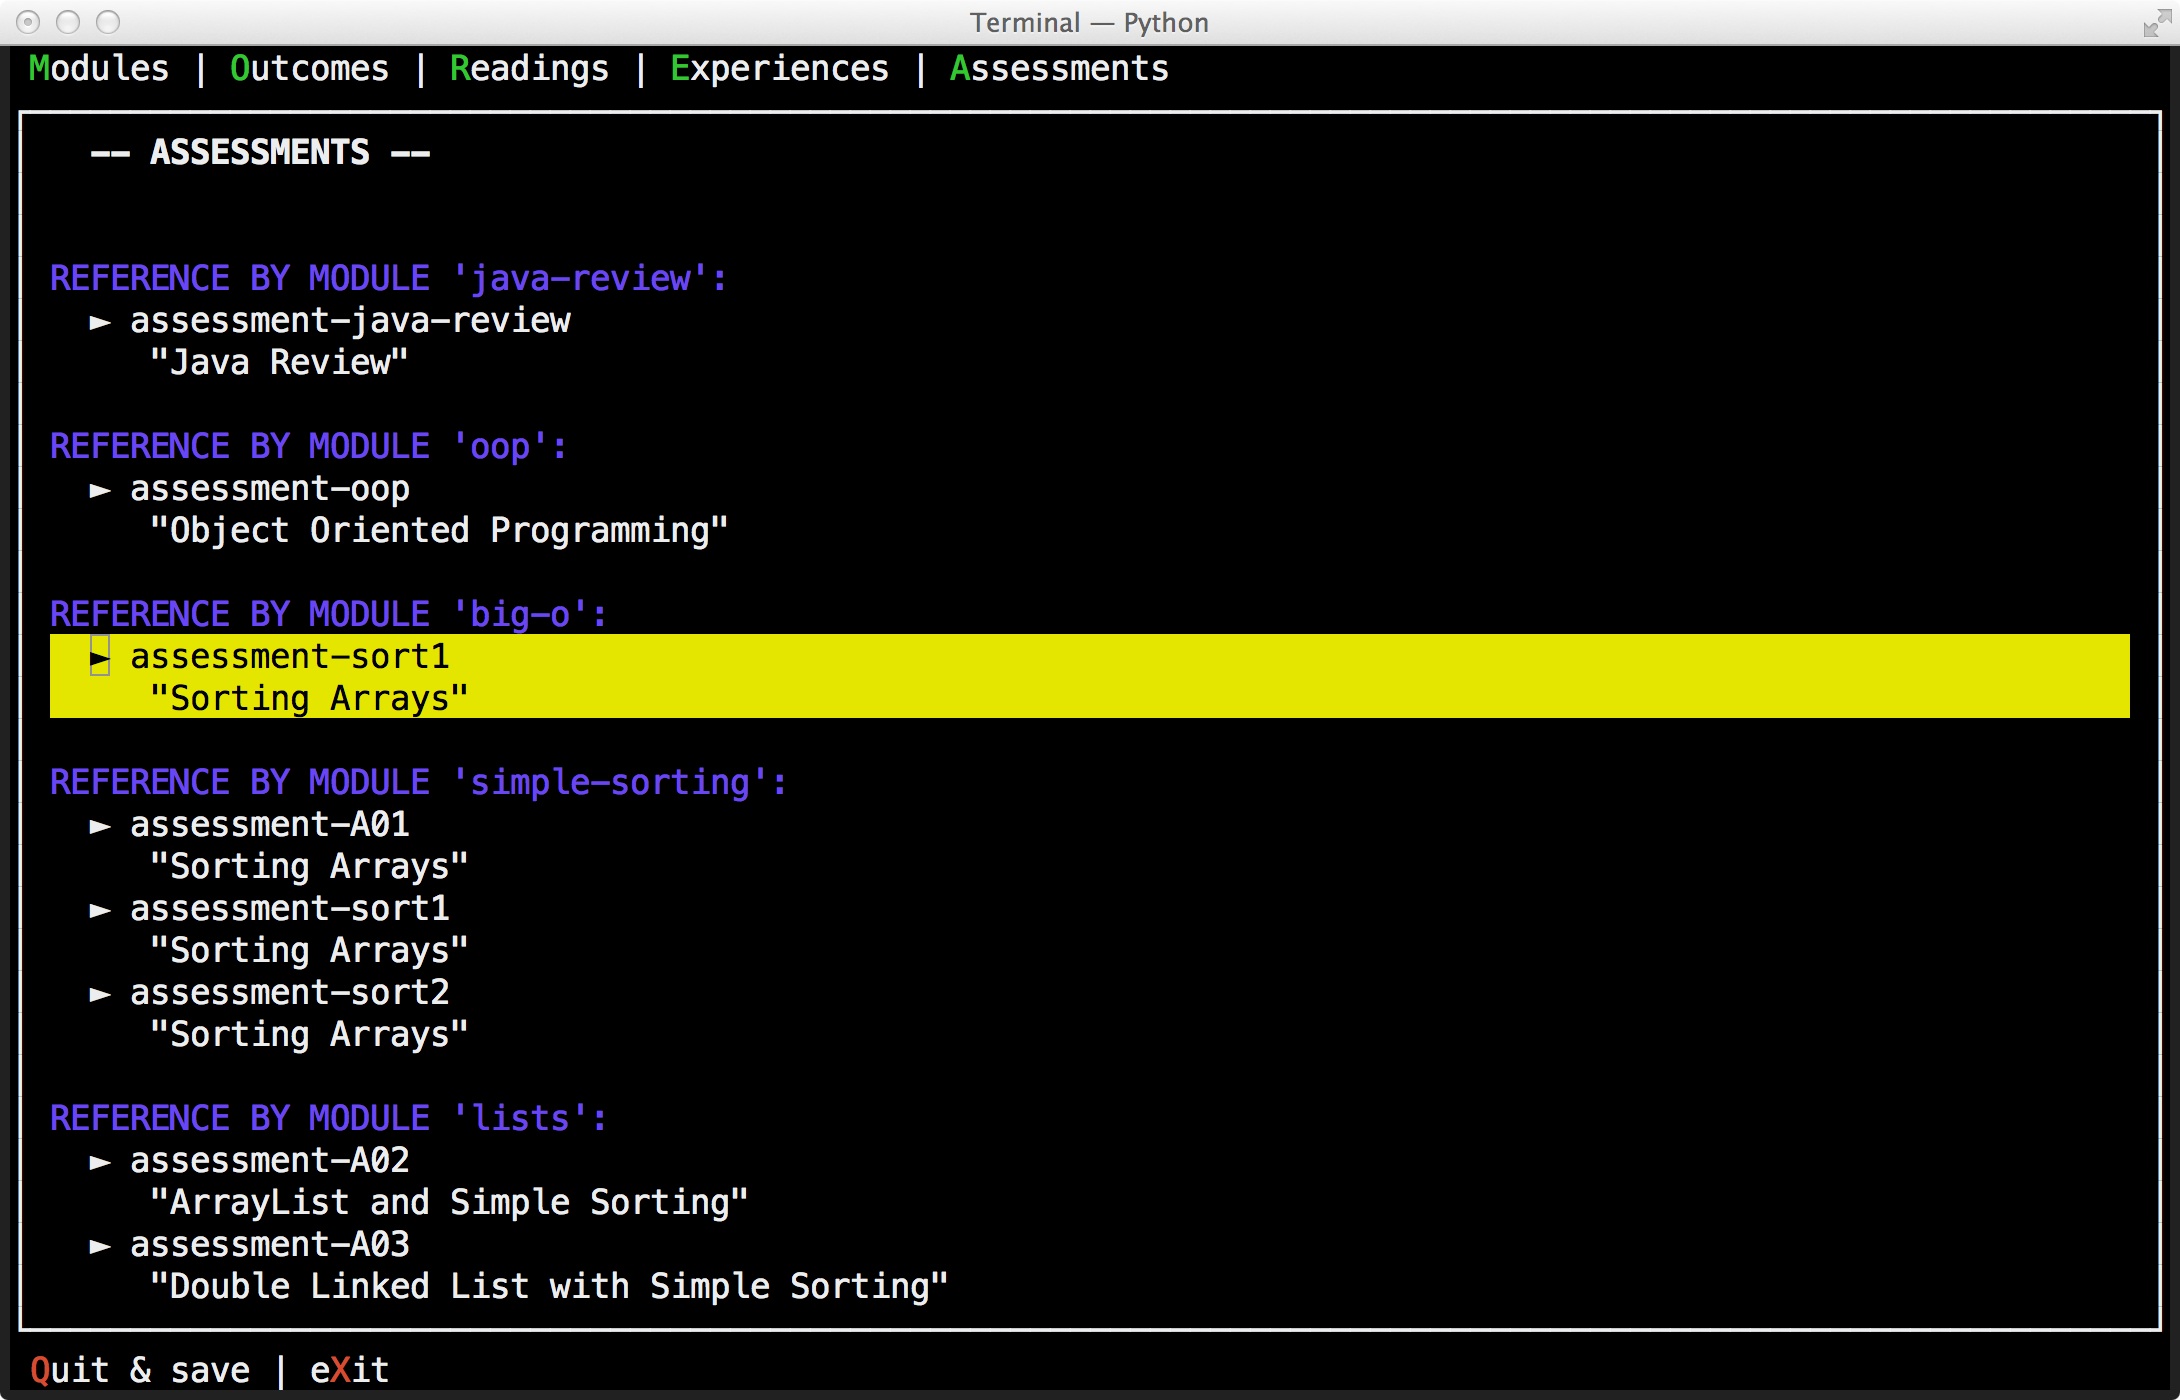 Terminal — Python
Modules | Outcomes | Readings | Experiences | Assessments
-- ASSESSMENTS --
REFERENCE BY MODULE 'java-review':
► assessment-java-review
"Java Review"
REFERENCE BY MODULE 'oop':
► assessment-oop
"Object Oriented Programming"
REFERENCE BY MODULE 'big-o':
► assessment-sort1
"Sorting Arrays"
REFERENCE BY MODULE 'simple-sorting':
► assessment-A01
"Sorting Arrays"
► assessment-sort1
"Sorting Arrays"
► assessment-sort2
"Sorting Arrays"
REFERENCE BY MODULE 'lists':
► assessment-A02
"ArrayList and Simple Sorting"
► assessment-A03
"Double Linked List with Simple Sorting"
Quit & save | eXit